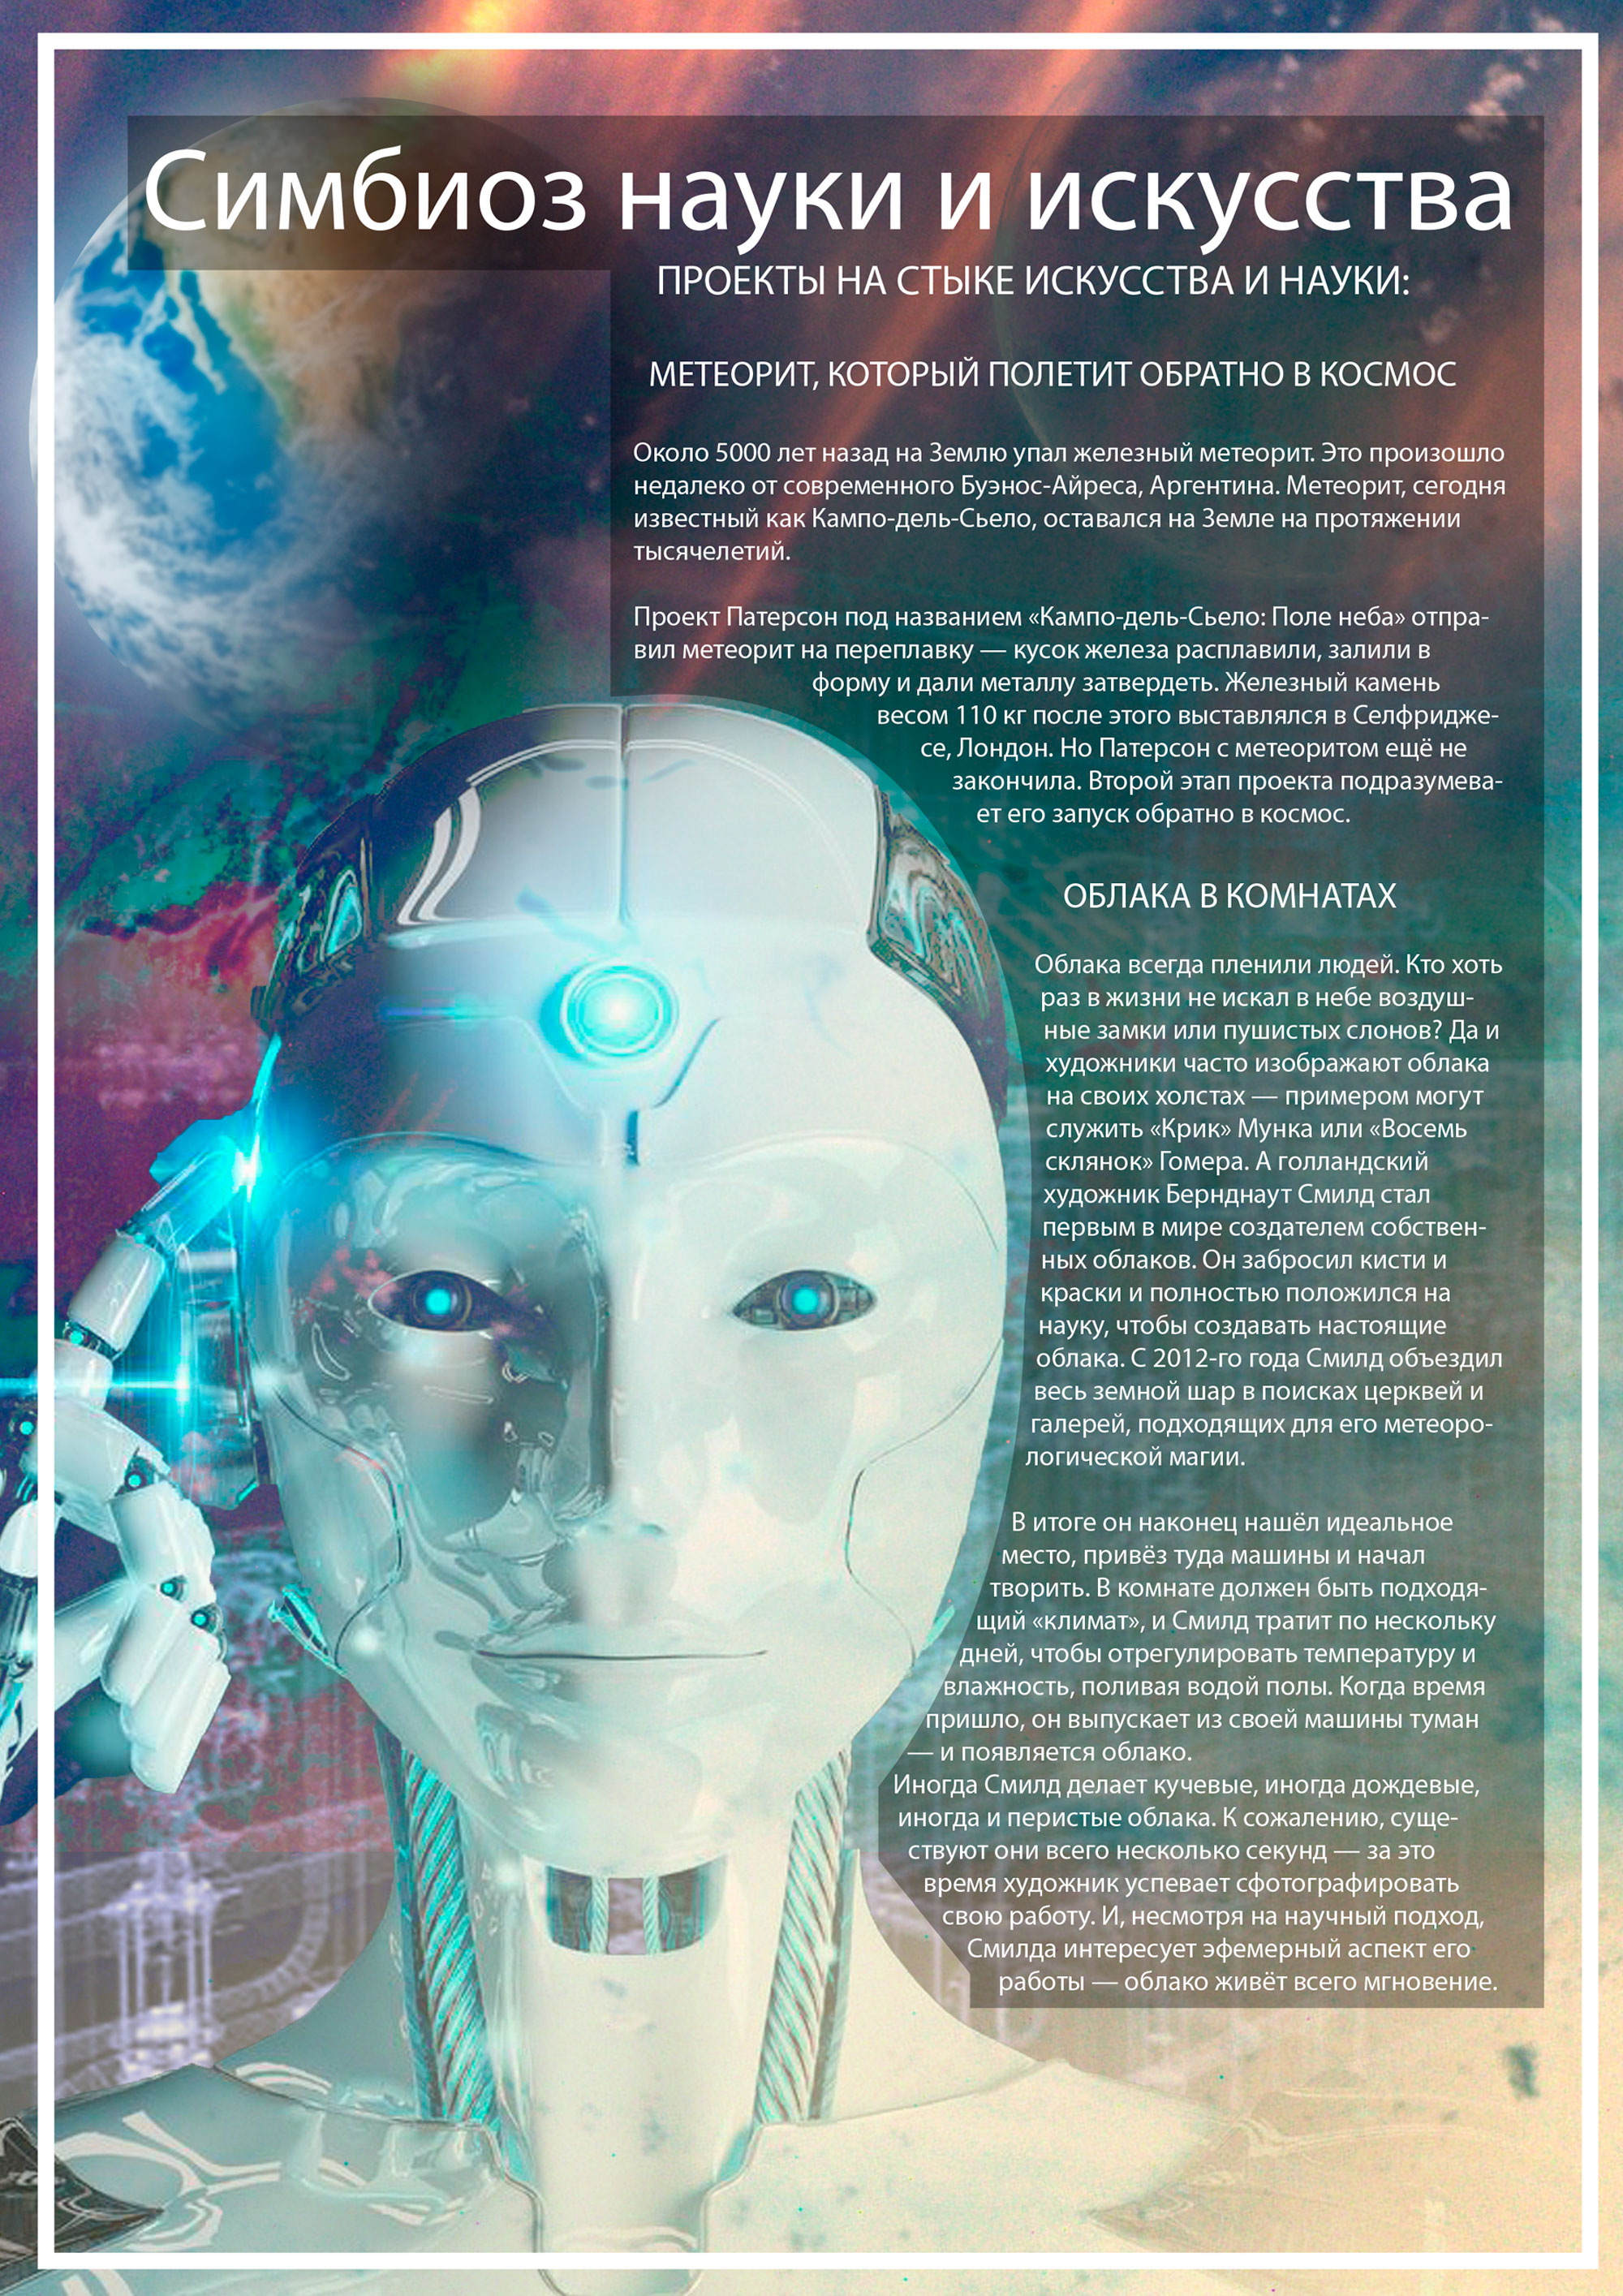 Симбиоз науки и искусства
ПРОЕКТЫ НА СТЫКЕ ИСКУССТВА И НАУКИ:
МЕТЕОРИТ, КОТОРЫЙ ПОЛЕТИТ ОБРАТНО В КОСМОС
Около 5000 лет назад на Землю упал железный метеорит. Это произошло
недалеко от современного Буэнос-Айреса, Аргентина. Метеорит, сегодня
известный как Кампо-дель-Сьело, оставался на Земле на протяжении
тысячелетий.
Проект Патерсон под названием «Кампо-дель-Сьело: Поле неба» отпра-
вил метеорит на переплавку — кусок железа расплавили, залили в
форму и дали металлу затвердеть. Железный камень
весом 110 кг после этого выставлялся в Селфридже-
се, Лондон. Но Патерсон с метеоритом ещё не
закончила. Второй этап проекта подразумева-
ет его запуск обратно в космос.
ОБЛАКА В КОМНАТАХ
Облака всегда пленили людей. Кто хоть
раз в жизни не искал в небе воздуш-
ные замки или пушистых слонов? Да и
художники часто изображают облака
на своих холстах — примером могут
служить «Крик» Мунка или «Восемь
склянок» Гомера. А голландский
художник Бернднаут Смилд стал
первым в мире создателем собствен-
ных облаков. Он забросил кисти и
краски и полностью положился на
науку, чтобы создавать настоящие
облака. С 2012-го года Смилд объездил
весь земной шар в поисках церквей и
галерей, подходящих для его метеоро-
логической магии.
В итоге он наконец нашёл идеальное
место, привёз туда машины и начал
творить. В комнате должен быть подходя-
щий «климат», и Смилд тратит по нескольку
дней, чтобы отрегулировать температуру и
влажность, поливая водой полы. Когда время
пришло, он выпускает из своей машины туман
— и появляется облако.
Иногда Смилд делает кучевые, иногда дождевые,
иногда и перистые облака. К сожалению, суще-
ствуют они всего несколько секунд — за это
время художник успевает сфотографировать
свою работу. И, несмотря на научный подход,
Смилда интересует эфемерный аспект его
работы — облако живёт всего мгновение.